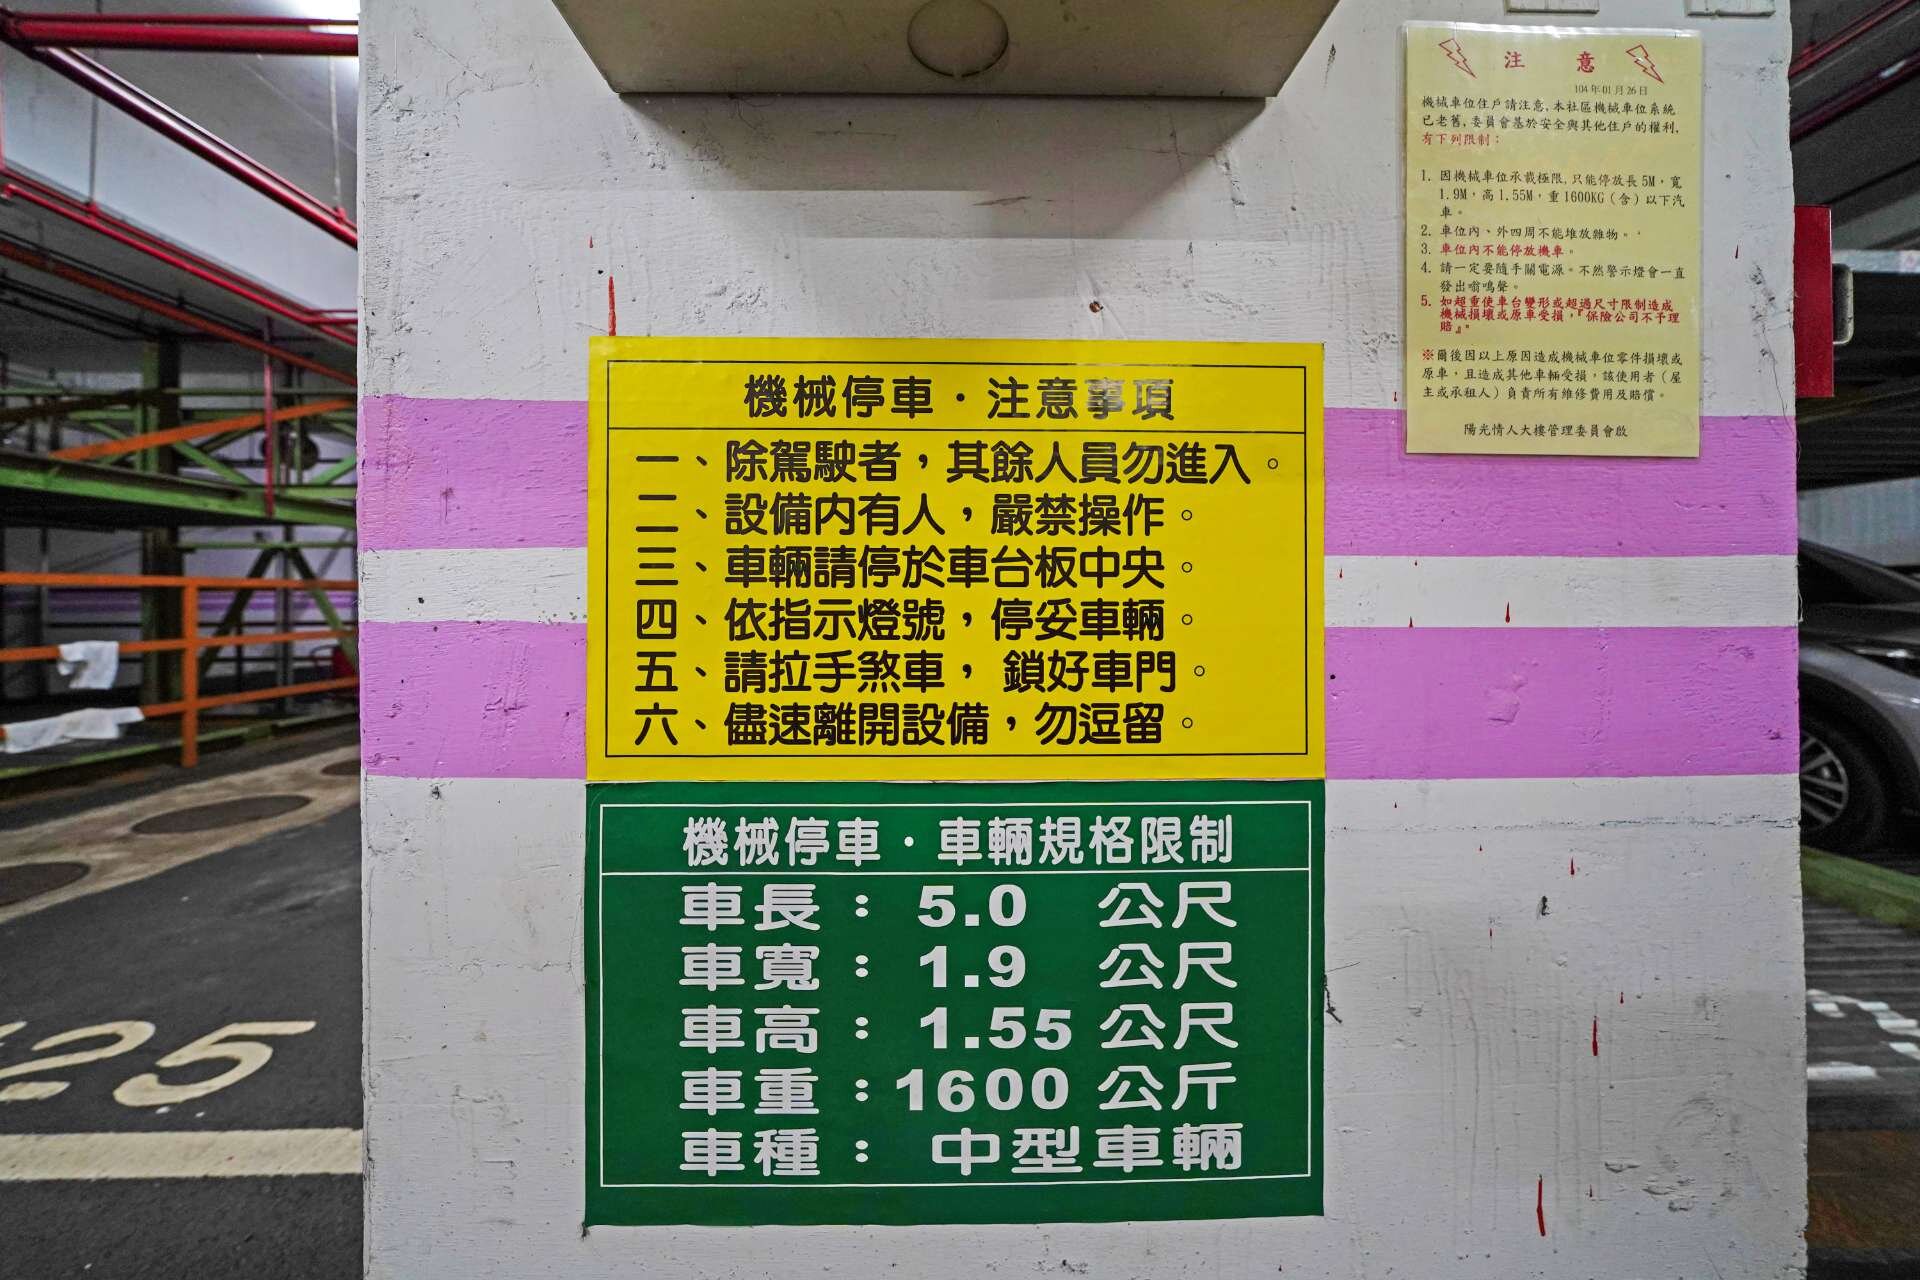 機械停車・注意事項
一、除駕駛者，其餘人員勿進入。
二、設備內有人，嚴禁操作。
三、車輛請停於車台板中央。
四、依指示燈號，停妥車輛。
五、請拉手煞車， 鎖好車門。
六、儘速離開設備，勿逗留。
機械停車・車輛規格限制
車長：5.0 公尺
車寬：1.9 公尺
車高：1.55 公尺
車重：1600 公斤
車種：中型車輛
注 意
104年01月26日
機械車位住戶請注意,本社區機械車位系統
已老舊,委員會基於安全與其他住戶的權利,
有下列限制：
1. 因機械車位承載極限,只能停放長5M，寬
1.9M，高1.55M，重1600KG（含）以下汽
車。
2. 車位內、外四周不能堆放雜物。
3. 車位內不能停放機車。
4. 請一定要隨手關電源。不然警示燈會一直
發出嗡鳴聲。
5. 如超重使車台變形或超過尺寸限制造成
機械損壞或原車受損，『保險公司不予理
賠』。
※爾後因以上原因造成機械車位零件損壞或
原車，且造成其他車輛受損，該使用者（屋
主或承租人）負責所有維修費用及賠償。
陽光情人大樓管理委員會啟
25